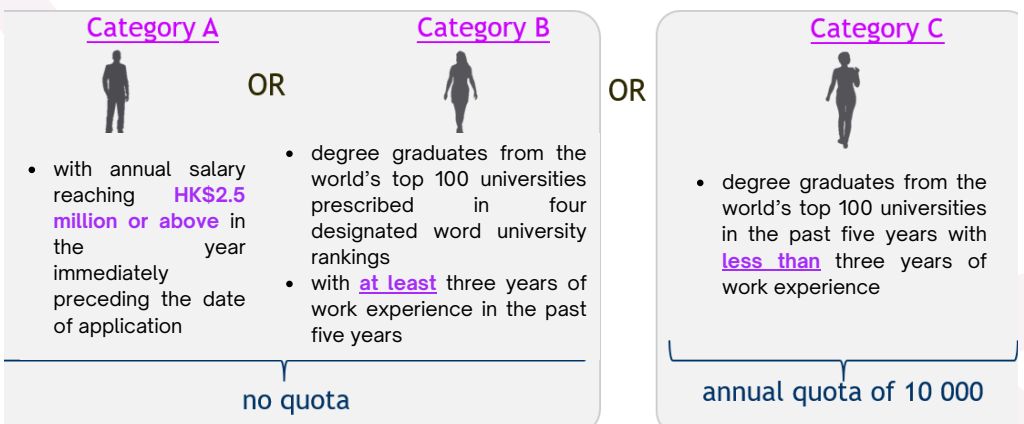 Category A
OR
Category B
OR
Category C
• with annual salary
reaching HK$2.5
million or above in
the year
immediately
preceding the date
of application
• degree graduates from the
world's top 100 universities
prescribed in four
designated word university
rankings
• with at least three years of
work experience in the past
five years
• degree graduates from the
world's top 100 universities
in the past five years with
less than three years of
work experience
no quota
annual quota of 10 000